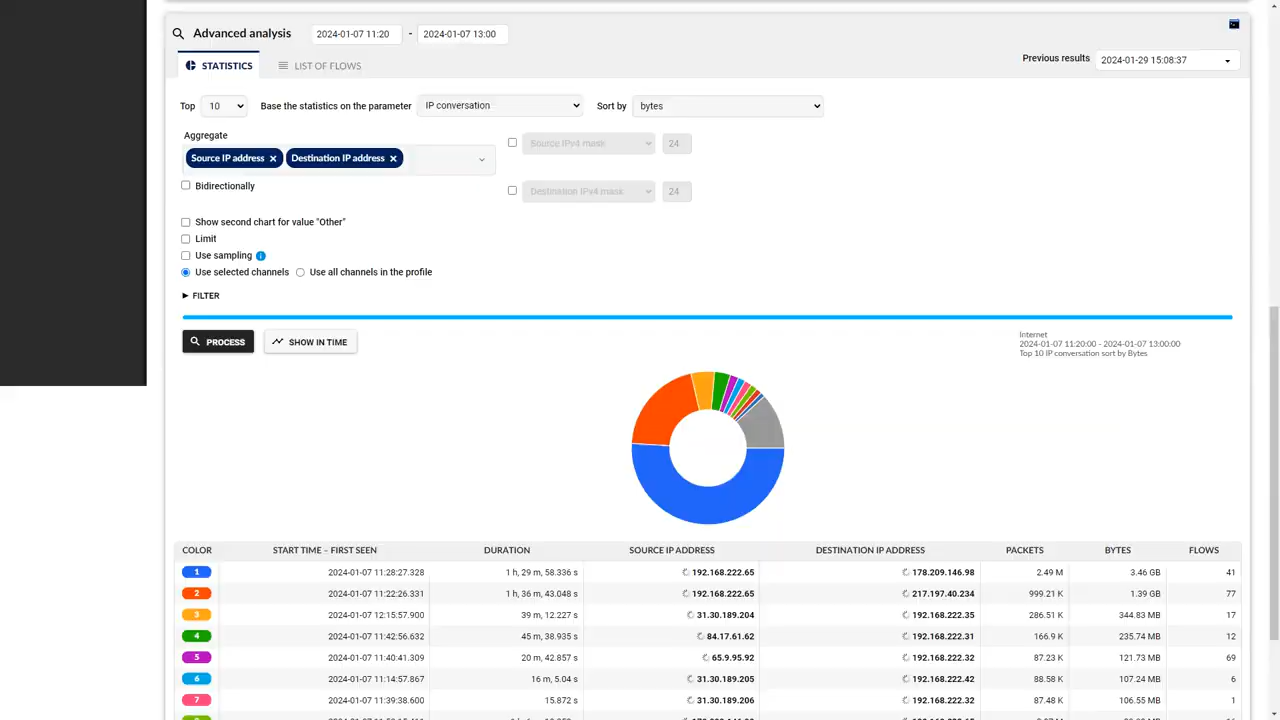 Advanced analysis 2024-01-07 11:20 - 2024-01-07 13:00
STATISTICS LIST OF FLOWS
Previous results 2024-01-29 15:08:37
Top 10 Base the statistics on the parameter IP conversation Sort by bytes
Aggregate
Source IP address × Destination IP address ×
Source IPv4 mask 24
Bidirectionally
Destination IPv4 mask 24
Show second chart for value "Other"
Limit
Use sampling i
Use selected channels Use all channels in the profile
FILTER
PROCESS SHOW IN TIME
Internet
2024-01-07 11:20:00 - 2024-01-07 13:00:00
Top 10 IP conversation sort by Bytes
COLOR START TIME – FIRST SEEN DURATION SOURCE IP ADDRESS DESTINATION IP ADDRESS PACKETS BYTES FLOWS
1 2024-01-07 11:28:27.328 1 h, 29 m, 58.336 s 192.168.222.65 178.209.146.98 2.49 M 3.46 GB 41
2 2024-01-07 11:22:26.331 1 h, 36 m, 43.048 s 192.168.222.65 217.197.40.234 999.21 K 1.39 GB 77
3 2024-01-07 12:15:57.900 39 m, 12.227 s 31.30.189.204 192.168.222.35 286.51 K 344.83 MB 17
4 2024-01-07 11:42:56.632 45 m, 38.935 s 84.17.61.62 192.168.222.31 166.9 K 235.74 MB 12
5 2024-01-07 11:40:41.309 20 m, 42.857 s 65.9.95.92 192.168.222.32 87.23 K 121.73 MB 69
6 2024-01-07 11:14:57.867 16 m, 5.04 s 31.30.189.205 192.168.222.42 88.58 K 107.24 MB 6
7 2024-01-07 11:39:38.600 15.872 s 31.30.189.206 192.168.222.32 87.48 K 106.55 MB 1